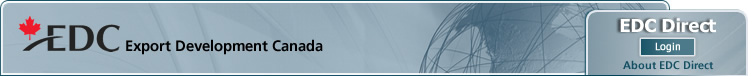 EDC Export Development Canada
EDC Direct
Login
About EDC Direct